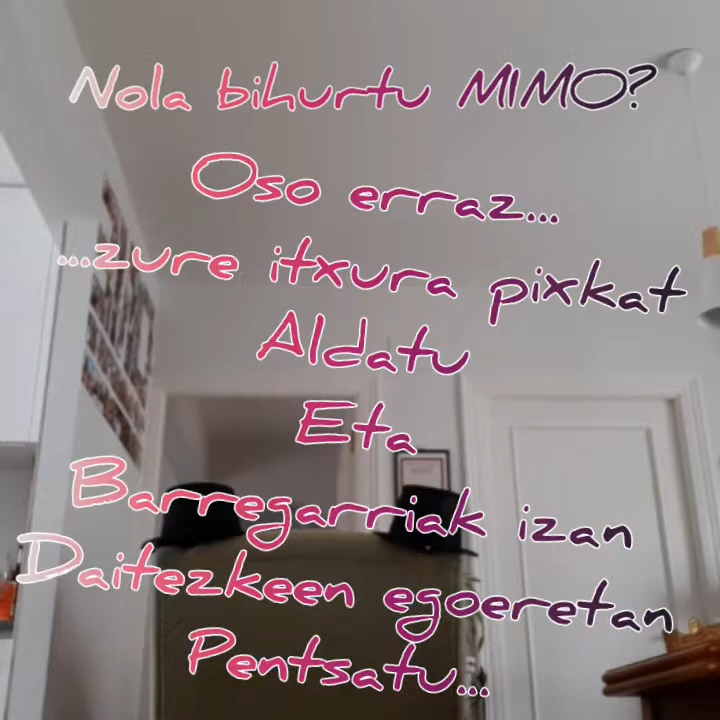 Nola bihurtu MIMO?
Oso erraz...
...zure itxura pixkat
Aldatu
Eta
Barregarriak izan
Daitezkeen egoeretan
Pentsatu...